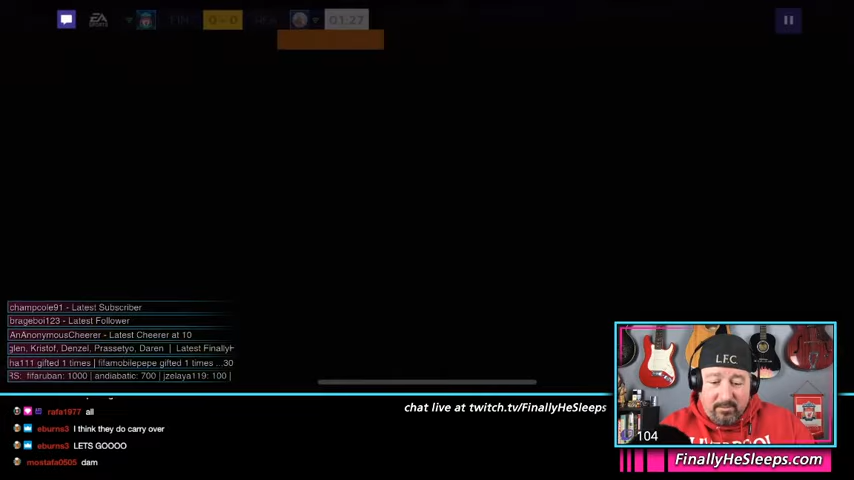 EA SPORTS 0 - 0 01:27
champcole91 - Latest Subscriber
brageboi123 - Latest Follower
AnAnonymousCheerer - Latest Cheerer at 10
glen, Kristof, Denzel, Prassetyo, Daren | Latest FinallyH
ha111 gifted 1 times | fifamobilepepe gifted 1 times ...30
RS: fifaruban: 1000 | andiabatic: 700 | jzelaya119: 100 |
rafa1977 all
eburns3 I think they do carry over
eburns3 LETS GOOOO
mostafa0505 dam
chat live at twitch.tv/FinallyHeSleeps
L.F.C.
LIVERPOOL
104
FinallyHeSleeps.com